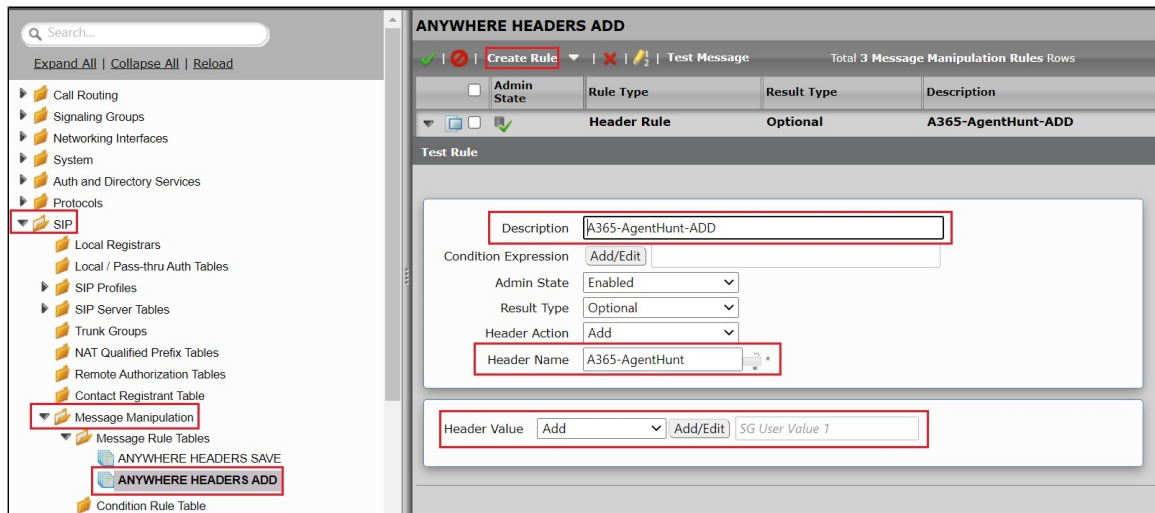 Search...
Expand All | Collapse All | Reload
Call Routing
Signaling Groups
Networking Interfaces
System
Auth and Directory Services
Protocols
SIP
Local Registrars
Local / Pass-thru Auth Tables
SIP Profiles
SIP Server Tables
Trunk Groups
NAT Qualified Prefix Tables
Remote Authorization Tables
Contact Registrant Table
Message Manipulation
Message Rule Tables
ANYWHERE HEADERS SAVE
ANYWHERE HEADERS ADD
Condition Rule Table
ANYWHERE HEADERS ADD
| | Create Rule | | Test Message Total 3 Message Manipulation Rules Rows
Admin State Rule Type Result Type Description
Header Rule Optional A365-AgentHunt-ADD
Test Rule
Description A365-AgentHunt-ADD
Condition Expression Add/Edit
Admin State Enabled
Result Type Optional
Header Action Add
Header Name A365-AgentHunt *
Header Value Add Add/Edit SG User Value 1